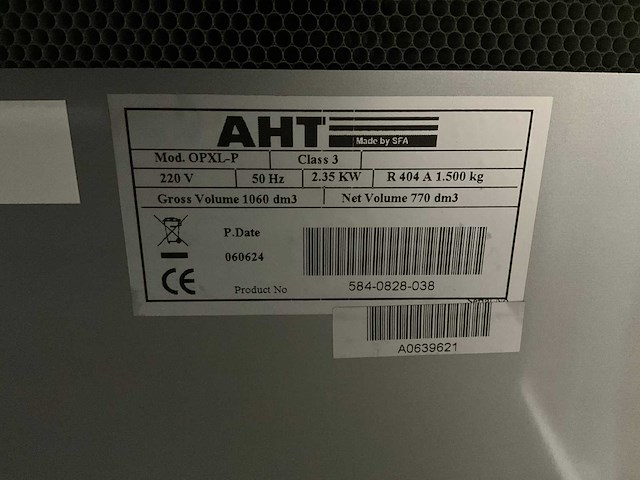 AHT
Made by SFA
Mod. OPXL-P Class 3
220 V 50 Hz 2.35 KW R 404 A 1.500 kg
Gross Volume 1060 dm3 Net Volume 770 dm3
P.Date
060624
CE
Product No 584-0828-038
A0639621